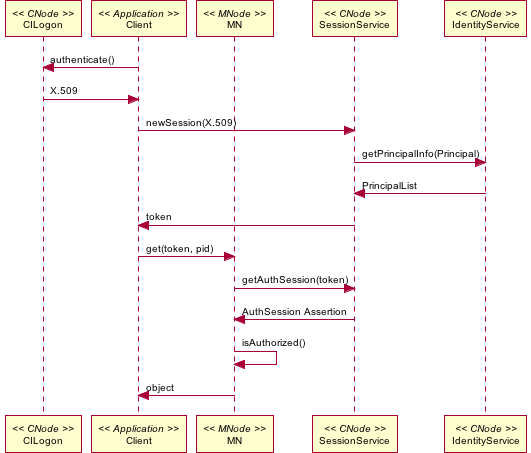 << CNode >>
CILogon
<< Application >>
Client
<< MNode >>
MN
<< CNode >>
SessionService
<< CNode >>
IdentityService
authenticate()
X.509
newSession(X.509)
getPrincipalInfo(Principal)
PrincipalList
token
get(token, pid)
getAuthSession(token)
AuthSession Assertion
isAuthorized()
object
<< CNode >>
CILogon
<< Application >>
Client
<< MNode >>
MN
<< CNode >>
SessionService
<< CNode >>
IdentityService